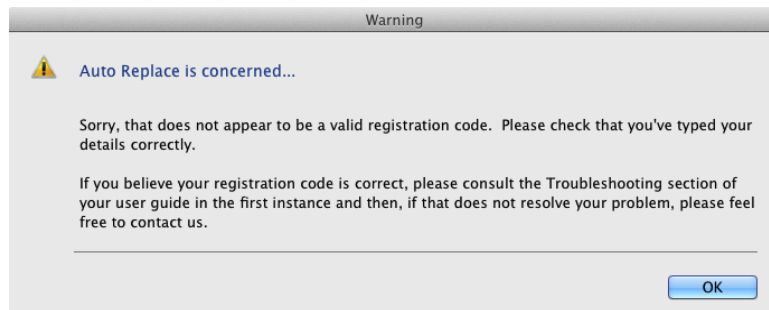 Warning
Auto Replace is concerned...
Sorry, that does not appear to be a valid registration code.  Please check that you've typed your
details correctly.
If you believe your registration code is correct, please consult the Troubleshooting section of
your user guide in the first instance and then, if that does not resolve your problem, please feel
free to contact us.
OK